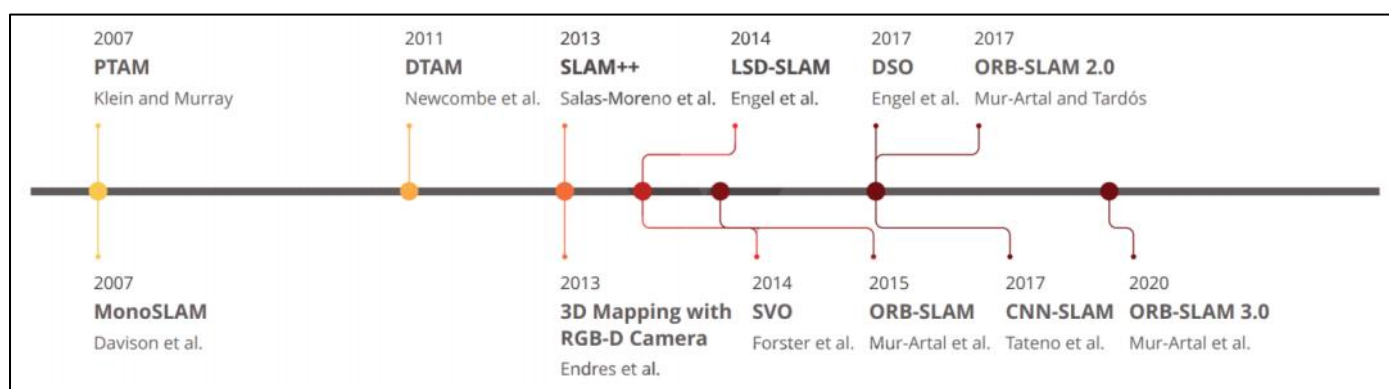 2007
PTAM
Klein and Murray
2011
DTAM
Newcombe et al.
2013
SLAM++
Salas-Moreno et al.
2014
LSD-SLAM
Engel et al.
2017
DSO
Engel et al.
2017
ORB-SLAM 2.0
Mur-Artal and Tardós
2007
MonoSLAM
Davison et al.
2013
3D Mapping with
RGB-D Camera
Endres et al.
2014
SVO
Forster et al.
2015
ORB-SLAM
Mur-Artal et al.
2017
CNN-SLAM
Tateno et al.
2020
ORB-SLAM 3.0
Mur-Artal et al.